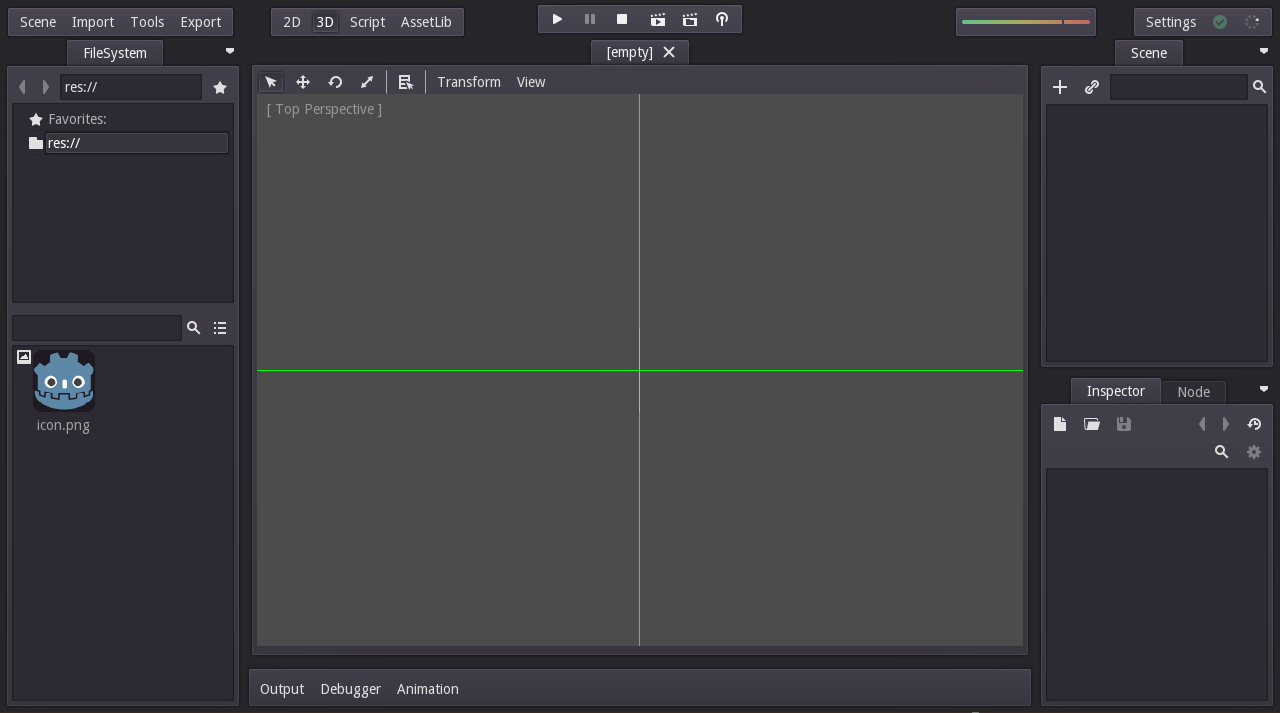 Scene Import Tools Export
2D 3D Script AssetLib
Settings
FileSystem
[empty]
Scene
res://
Transform View
[ Top Perspective ]
Favorites:
res://
icon.png
Inspector Node
Output Debugger Animation